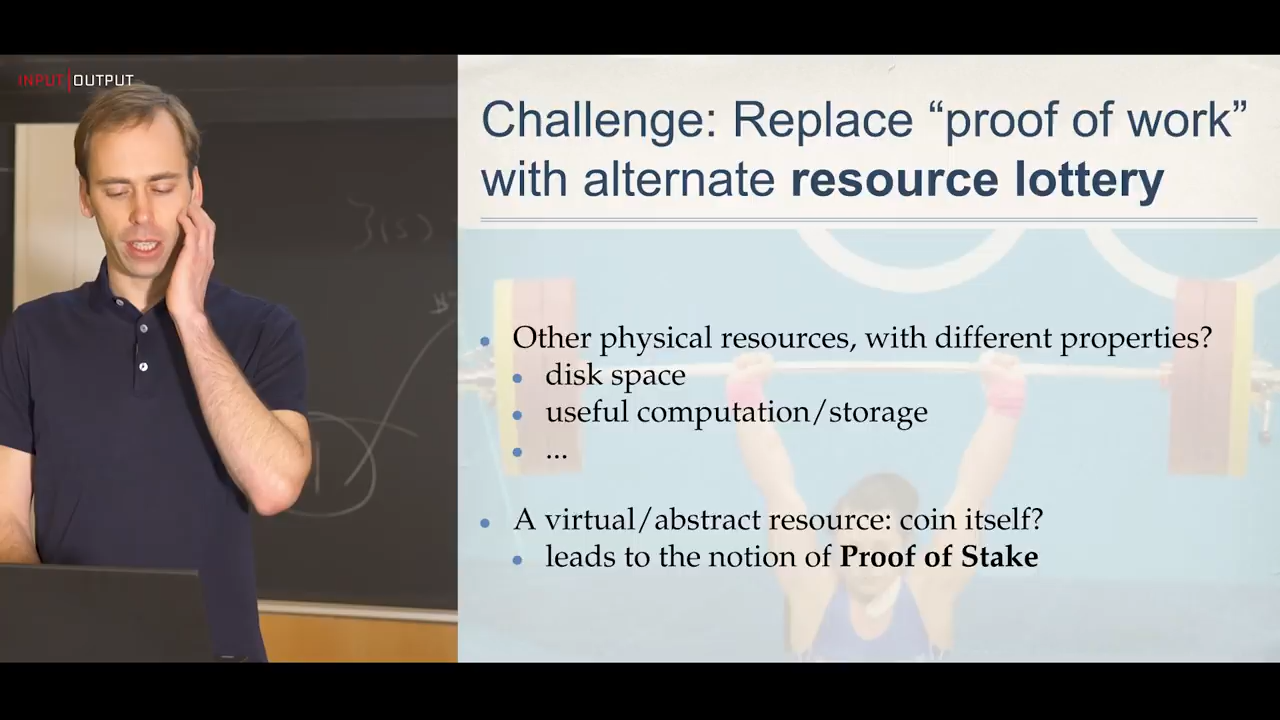 INPUT|OUTPUT
Challenge: Replace “proof of work”
with alternate resource lottery
• Other physical resources, with different properties?
• disk space
• useful computation/storage
• ...
• A virtual/abstract resource: coin itself?
• leads to the notion of Proof of Stake